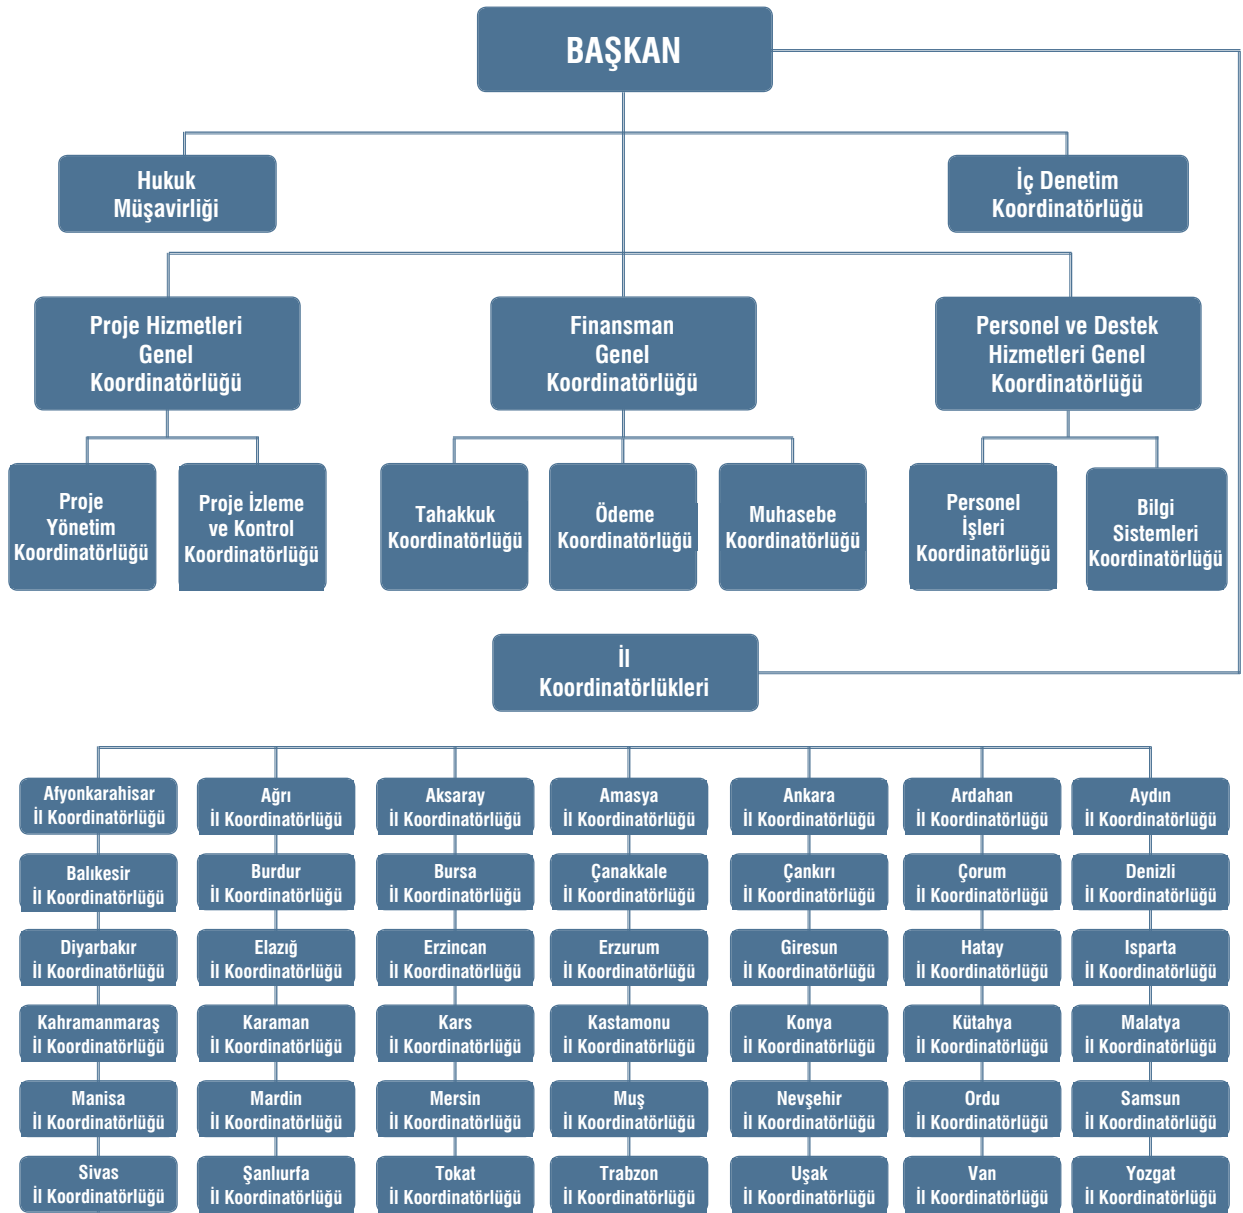 BAŞKAN
Hukuk
Müşavirliği
İç Denetim
Koordinatörlüğü
Proje Hizmetleri
Genel
Koordinatörlüğü
Finansman
Genel
Koordinatörlüğü
Personel ve Destek
Hizmetleri Genel
Koordinatörlüğü
Proje
Yönetim
Koordinatörlüğü
Proje İzleme
ve Kontrol
Koordinatörlüğü
Tahakkuk
Koordinatörlüğü
Ödeme
Koordinatörlüğü
Muhasebe
Koordinatörlüğü
Personel
İşleri
Koordinatörlüğü
Bilgi
Sistemleri
Koordinatörlüğü
İl
Koordinatörlükleri
Afyonkarahisar
İl Koordinatörlüğü
Ağrı
İl Koordinatörlüğü
Aksaray
İl Koordinatörlüğü
Amasya
İl Koordinatörlüğü
Ankara
İl Koordinatörlüğü
Ardahan
İl Koordinatörlüğü
Aydın
İl Koordinatörlüğü
Balıkesir
İl Koordinatörlüğü
Burdur
İl Koordinatörlüğü
Bursa
İl Koordinatörlüğü
Çanakkale
İl Koordinatörlüğü
Çankırı
İl Koordinatörlüğü
Çorum
İl Koordinatörlüğü
Denizli
İl Koordinatörlüğü
Diyarbakır
İl Koordinatörlüğü
Elazığ
İl Koordinatörlüğü
Erzincan
İl Koordinatörlüğü
Erzurum
İl Koordinatörlüğü
Giresun
İl Koordinatörlüğü
Hatay
İl Koordinatörlüğü
Isparta
İl Koordinatörlüğü
Kahramanmaraş
İl Koordinatörlüğü
Karaman
İl Koordinatörlüğü
Kars
İl Koordinatörlüğü
Kastamonu
İl Koordinatörlüğü
Konya
İl Koordinatörlüğü
Kütahya
İl Koordinatörlüğü
Malatya
İl Koordinatörlüğü
Manisa
İl Koordinatörlüğü
Mardin
İl Koordinatörlüğü
Mersin
İl Koordinatörlüğü
Muş
İl Koordinatörlüğü
Nevşehir
İl Koordinatörlüğü
Ordu
İl Koordinatörlüğü
Samsun
İl Koordinatörlüğü
Sivas
İl Koordinatörlüğü
Şanlıurfa
İl Koordinatörlüğü
Tokat
İl Koordinatörlüğü
Trabzon
İl Koordinatörlüğü
Uşak
İl Koordinatörlüğü
Van
İl Koordinatörlüğü
Yozgat
İl Koordinatörlüğü